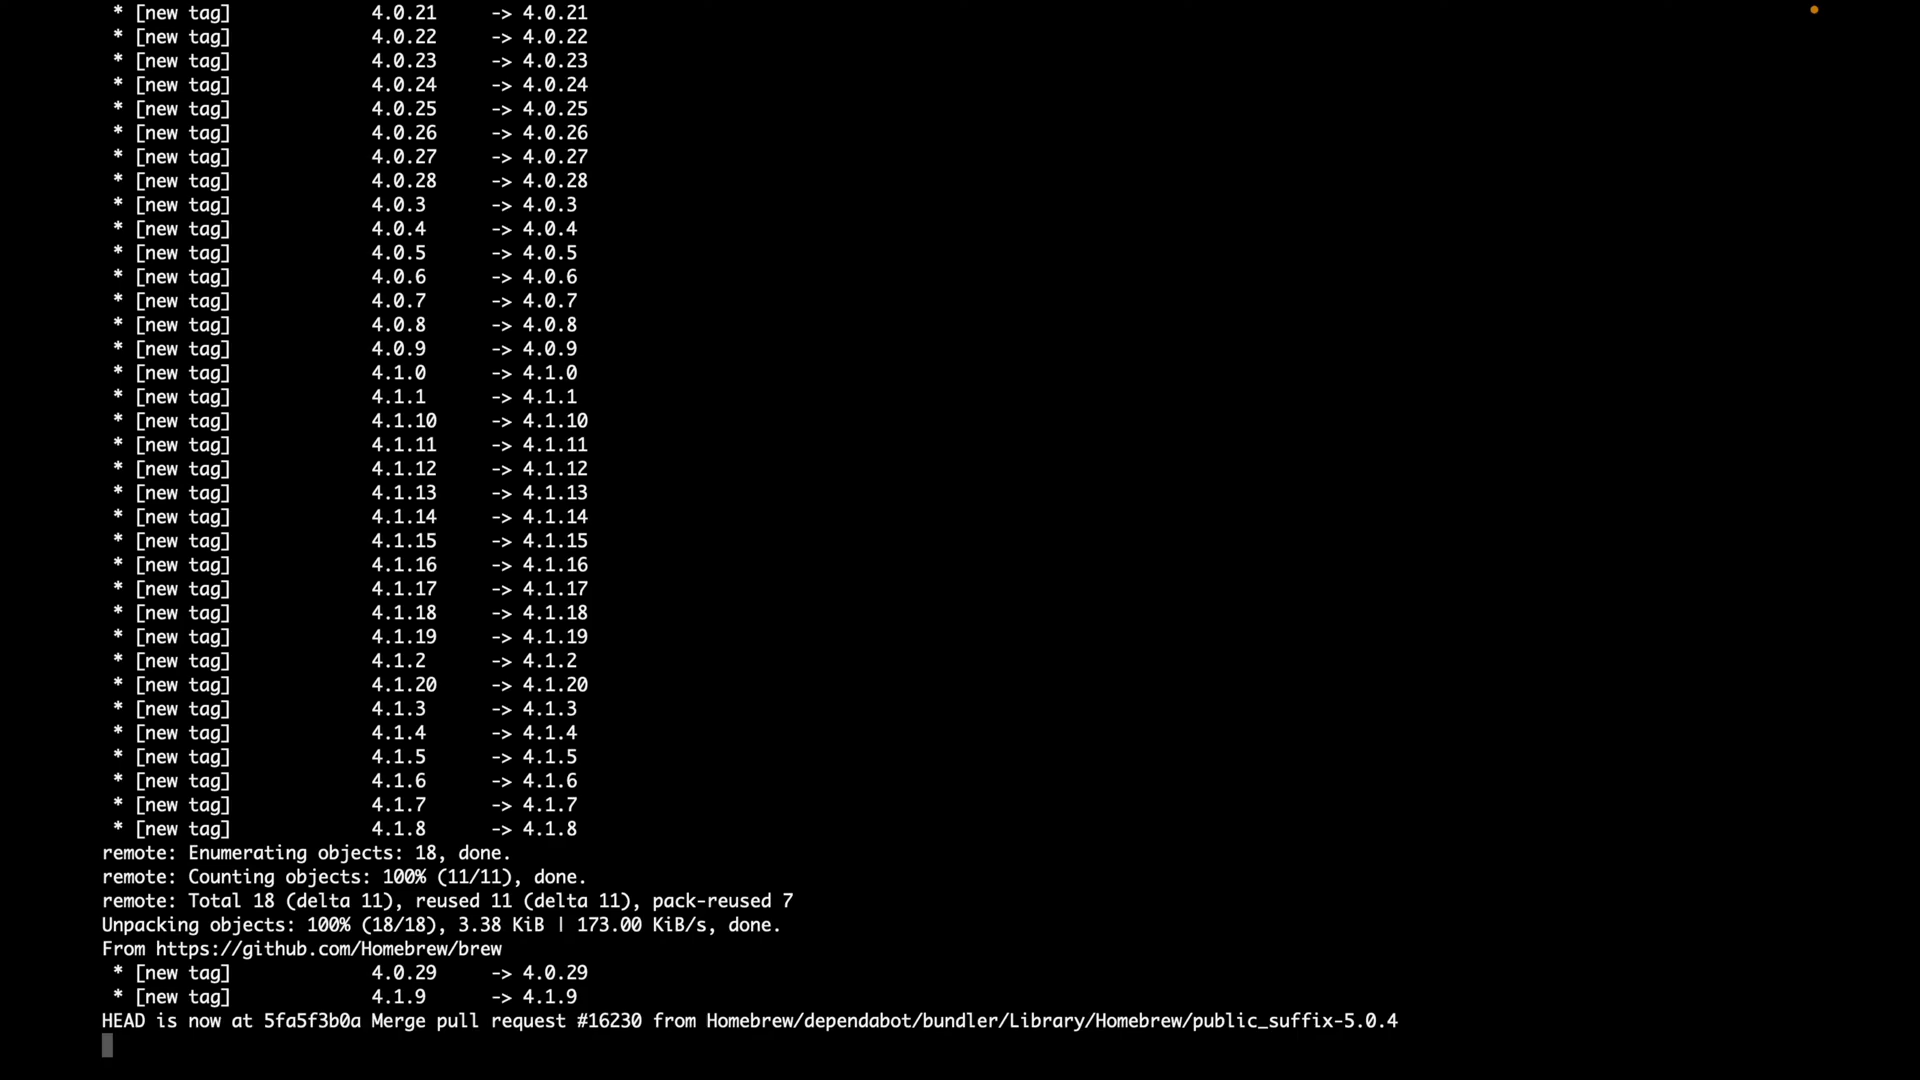 * [new tag] 4.0.21 -> 4.0.21
* [new tag] 4.0.22 -> 4.0.22
* [new tag] 4.0.23 -> 4.0.23
* [new tag] 4.0.24 -> 4.0.24
* [new tag] 4.0.25 -> 4.0.25
* [new tag] 4.0.26 -> 4.0.26
* [new tag] 4.0.27 -> 4.0.27
* [new tag] 4.0.28 -> 4.0.28
* [new tag] 4.0.3 -> 4.0.3
* [new tag] 4.0.4 -> 4.0.4
* [new tag] 4.0.5 -> 4.0.5
* [new tag] 4.0.6 -> 4.0.6
* [new tag] 4.0.7 -> 4.0.7
* [new tag] 4.0.8 -> 4.0.8
* [new tag] 4.0.9 -> 4.0.9
* [new tag] 4.1.0 -> 4.1.0
* [new tag] 4.1.1 -> 4.1.1
* [new tag] 4.1.10 -> 4.1.10
* [new tag] 4.1.11 -> 4.1.11
* [new tag] 4.1.12 -> 4.1.12
* [new tag] 4.1.13 -> 4.1.13
* [new tag] 4.1.14 -> 4.1.14
* [new tag] 4.1.15 -> 4.1.15
* [new tag] 4.1.16 -> 4.1.16
* [new tag] 4.1.17 -> 4.1.17
* [new tag] 4.1.18 -> 4.1.18
* [new tag] 4.1.19 -> 4.1.19
* [new tag] 4.1.2 -> 4.1.2
* [new tag] 4.1.20 -> 4.1.20
* [new tag] 4.1.3 -> 4.1.3
* [new tag] 4.1.4 -> 4.1.4
* [new tag] 4.1.5 -> 4.1.5
* [new tag] 4.1.6 -> 4.1.6
* [new tag] 4.1.7 -> 4.1.7
* [new tag] 4.1.8 -> 4.1.8
remote: Enumerating objects: 18, done.
remote: Counting objects: 100% (11/11), done.
remote: Total 18 (delta 11), reused 11 (delta 11), pack-reused 7
Unpacking objects: 100% (18/18), 3.38 KiB | 173.00 KiB/s, done.
From https://github.com/Homebrew/brew
* [new tag] 4.0.29 -> 4.0.29
* [new tag] 4.1.9 -> 4.1.9
HEAD is now at 5fa5f3b0a Merge pull request #16230 from Homebrew/dependabot/bundler/Library/Homebrew/public_suffix-5.0.4